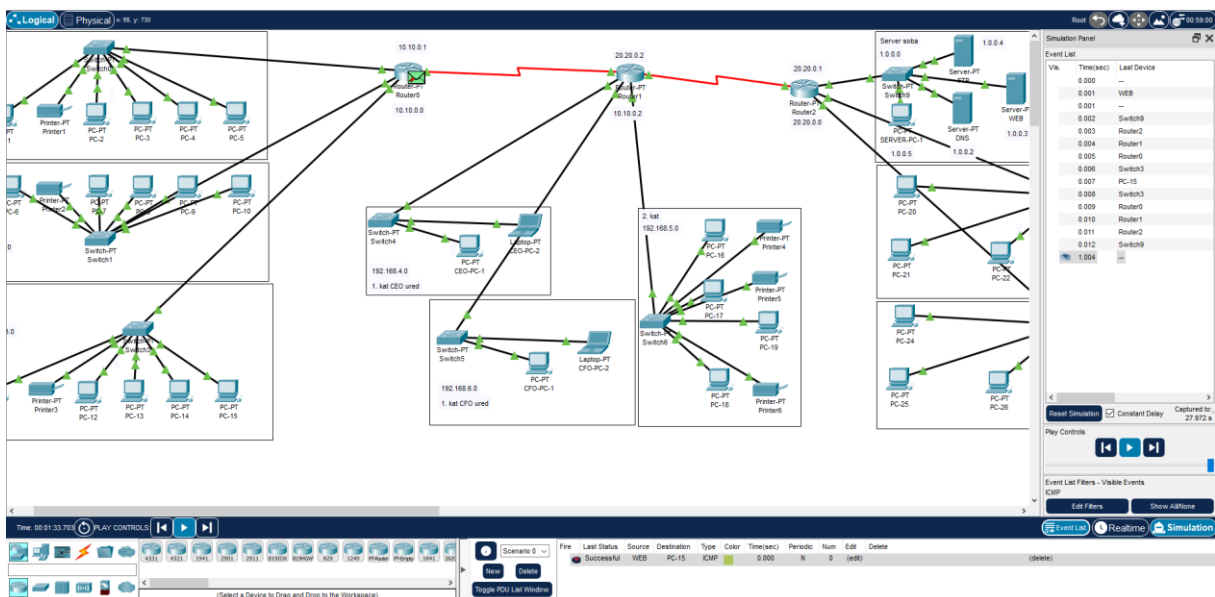 Logical
Physical
x: 69, y: 730
Root
00:59:00
10.10.0.1
Router-PT
Router0
10.10.0.0
20.20.0.2
Router-PT
Router1
10.10.0.2
20.20.0.1
Router-PT
Router2
20.20.0.0
Server soba
1.0.0.0
1.0.0.4
Server-PT
Switch-PT
Switch9
Server-PT
WEB
1.0.0.3
PC-PT
SERVER-PC-1
1.0.0.5
Server-PT
DNS
1.0.0.2
Switch-PT
Printer-PT
Printer1
PC-PT
PC-2
PC-PT
PC-3
PC-PT
PC-4
PC-PT
PC-5
PC-6
Printer-PT
Printer2
PC-PT
PC-9
PC-PT
PC-10
Switch-PT
Switch1
Switch3
Printer-PT
Printer3
PC-PT
PC-12
PC-PT
PC-13
PC-PT
PC-14
PC-PT
PC-15
Switch-PT
Switch4
PC-PT
CEO-PC-1
Laptop-PT
CEO-PC-2
192.168.4.0
1. kat CEO ured
Switch-PT
Switch5
PC-PT
CFO-PC-1
Laptop-PT
CFO-PC-2
192.168.6.0
1. kat CFO ured
2. kat
192.168.5.0
PC-PT
PC-16
Printer-PT
Printer4
PC-PT
PC-17
Printer-PT
Printer5
Switch-PT
Switch6
PC-PT
PC-19
PC-PT
PC-18
Printer-PT
Printer6
PC-PT
PC-20
PC-PT
PC-21
PC-PT
PC-22
PC-PT
PC-24
PC-PT
PC-25
PC-PT
PC-26
Simulation Panel
Event List
Vis. Time(sec) Last Device
0.000 --
0.001 WEB
0.001 --
0.002 Switch9
0.003 Router2
0.004 Router1
0.005 Router0
0.006 Switch3
0.007 PC-15
0.008 Switch3
0.009 Router0
0.010 Router1
0.011 Router2
0.012 Switch9
1.004 --
Reset Simulation
Constant Delay
Captured to:
27.972 s
Play Controls
Event List Filters - Visible Events
ICMP
Edit Filters
Show All/None
Time: 00:01:33.703
PLAY CONTROLS:
Event List
Realtime
Simulation
4331 4321 1941 2901 2911 819IOX 819HGW 829 1240 PT-Router PT-Empty 1841
(Select a Device to Drag and Drop to the Workspace)
Scenario 0
New
Delete
Toggle PDU List Window
Fire Last Status Source Destination Type Color Time(sec) Periodic Num Edit Delete
Successful WEB PC-15 ICMP 0.000 N 0 (edit) (delete)